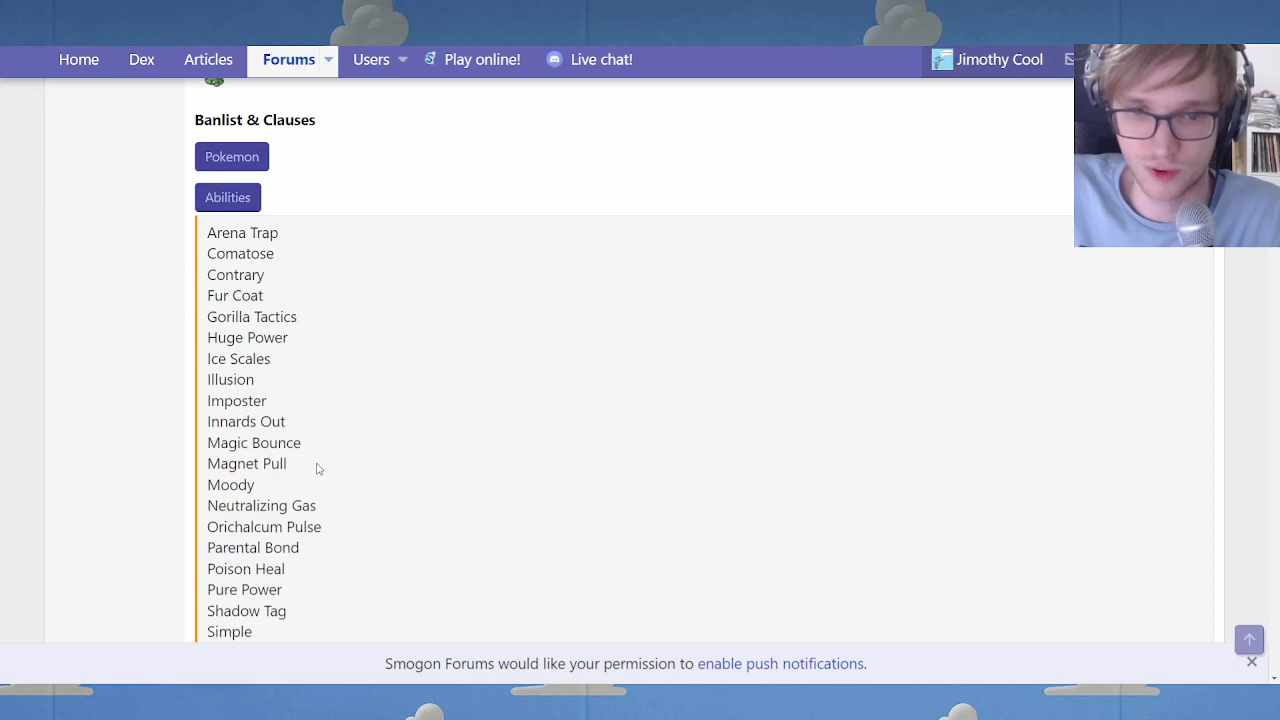 Home Dex Articles Forums Users Play online! Live chat! Jimothy Cool
Banlist & Clauses
Pokemon
Abilities
Arena Trap
Comatose
Contrary
Fur Coat
Gorilla Tactics
Huge Power
Ice Scales
Illusion
Imposter
Innards Out
Magic Bounce
Magnet Pull
Moody
Neutralizing Gas
Orichalcum Pulse
Parental Bond
Poison Heal
Pure Power
Shadow Tag
Simple
Smogon Forums would like your permission to enable push notifications.